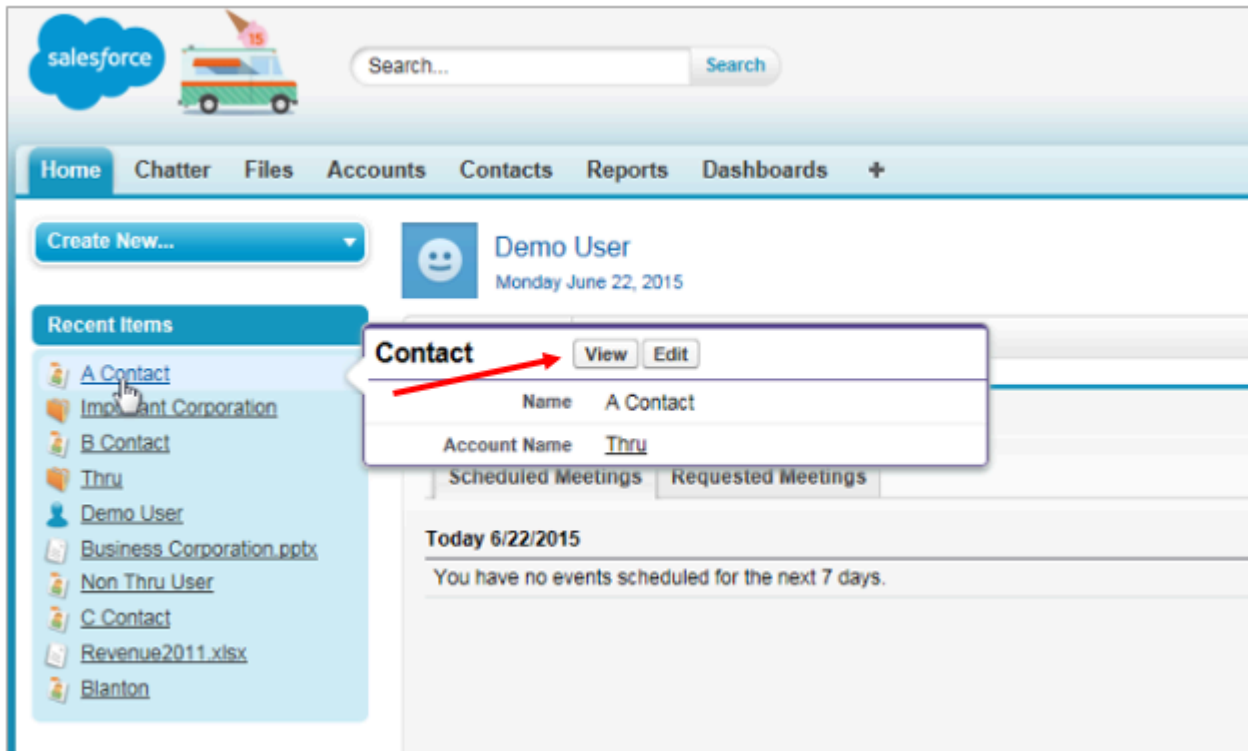 salesforce
15
Search...
Search
Home Chatter Files Accounts Contacts Reports Dashboards +
Create New...
Demo User
Monday June 22, 2015
Recent Items
Contact View Edit
Name A Contact
Account Name Thru
A Contact
Important Corporation
B Contact
Thru
Demo User
Business Corporation.pptx
Non Thru User
C Contact
Revenue2011.xlsx
Blanton
Scheduled Meetings Requested Meetings
Today 6/22/2015
You have no events scheduled for the next 7 days.